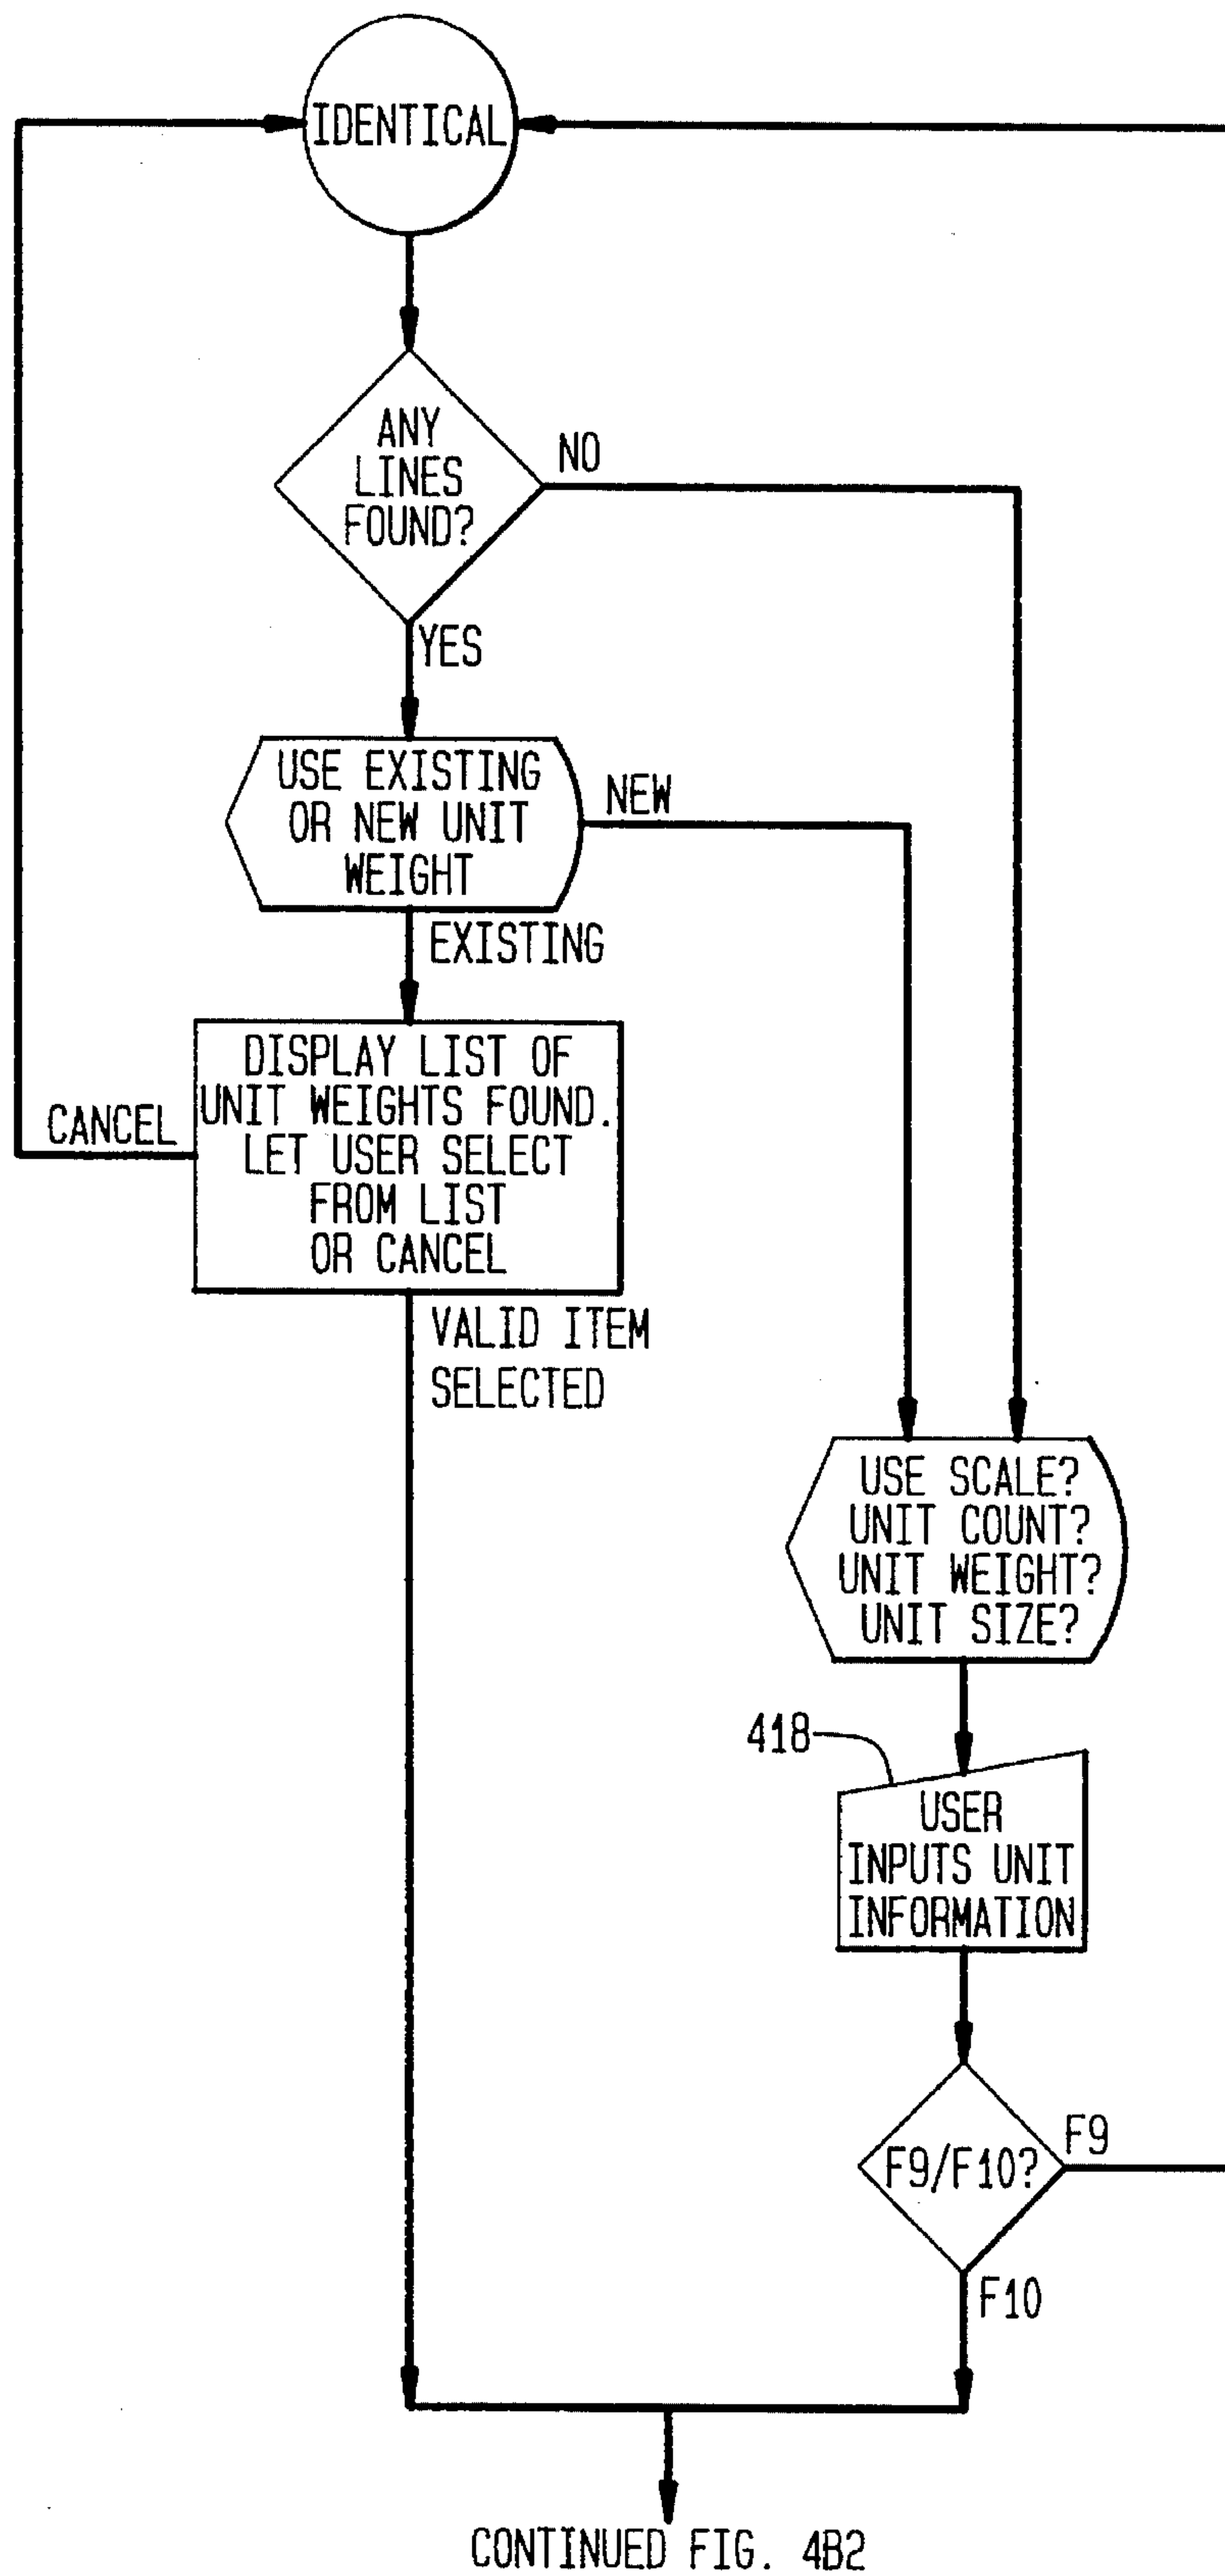 IDENTICAL
ANY
LINES
FOUND?
NO
YES
USE EXISTING
OR NEW UNIT
WEIGHT
NEW
EXISTING
DISPLAY LIST OF
UNIT WEIGHTS FOUND.
LET USER SELECT
FROM LIST
OR CANCEL
CANCEL
VALID ITEM
SELECTED
USE SCALE?
UNIT COUNT?
UNIT WEIGHT?
UNIT SIZE?
418
USER
INPUTS UNIT
INFORMATION
F9/F10?
F9
F10
CONTINUED FIG. 4B2